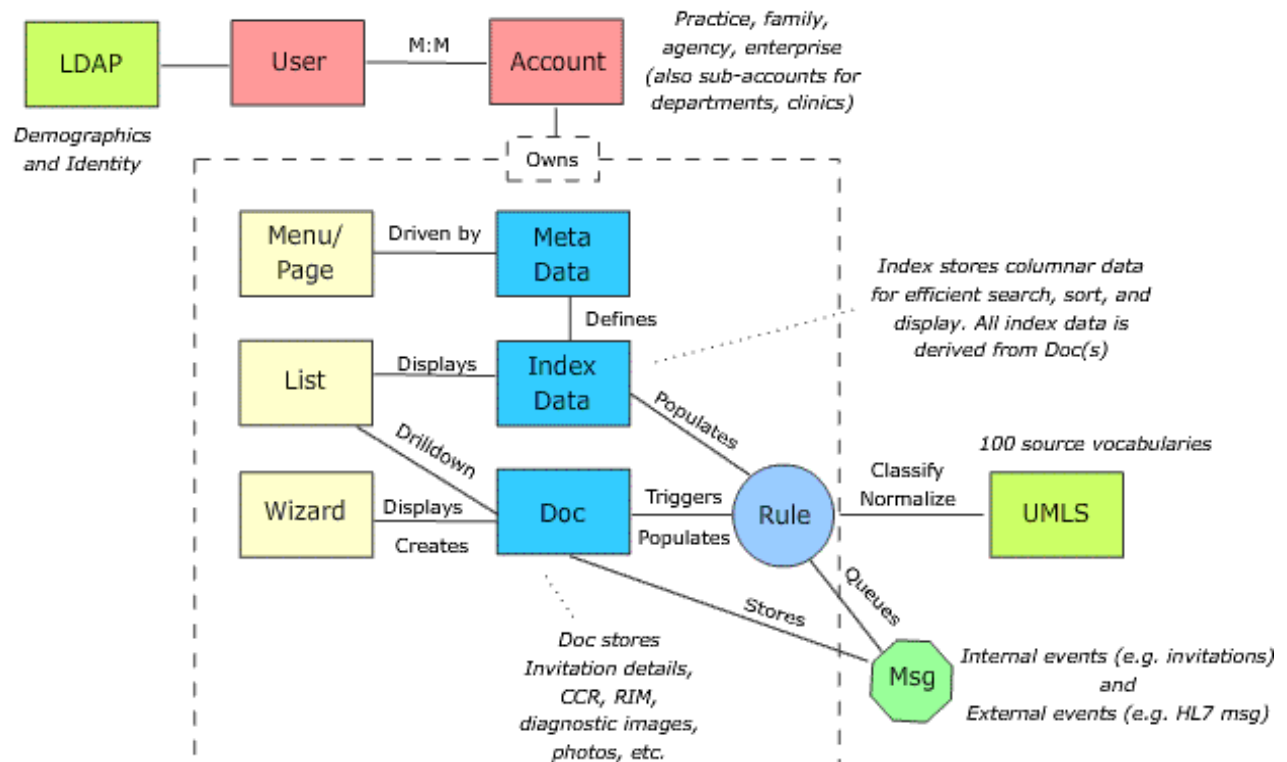 LDAP
User
M:M
Account
Practice, family,
agency, enterprise
(also sub-accounts for
departments, clinics)
Demographics
and Identity
Owns
Menu/
Page
Driven by
Meta
Data
Defines
Index stores columnar data
for efficient search, sort, and
display. All index data is
derived from Doc(s)
List
Displays
Index
Data
Populates
Drilldown
100 source vocabularies
Wizard
Displays
Creates
Doc
Triggers
Populates
Rule
Classify
Normalize
UMLS
Stores
Queues
Doc stores
Invitation details,
CCR, RIM,
diagnostic images,
photos, etc.
Msg
Internal events (e.g. invitations)
and
External events (e.g. HL7 msg)